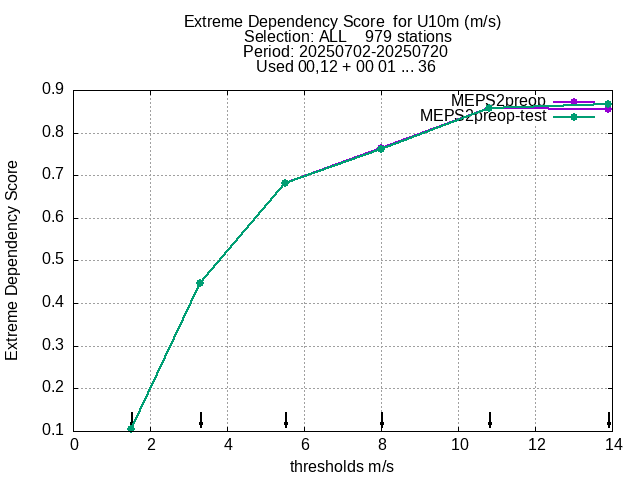 Extreme Dependency Score  for U10m (m/s)
Selection: ALL    979 stations
Period: 20250702-20250720
Used 00,12 + 00 01 ... 36
MEPS2preop
MEPS2preop-test
Extreme Dependency Score
0.9
0.8
0.7
0.6
0.5
0.4
0.3
0.2
0.1
0 2 4 6 8 10 12 14
thresholds m/s